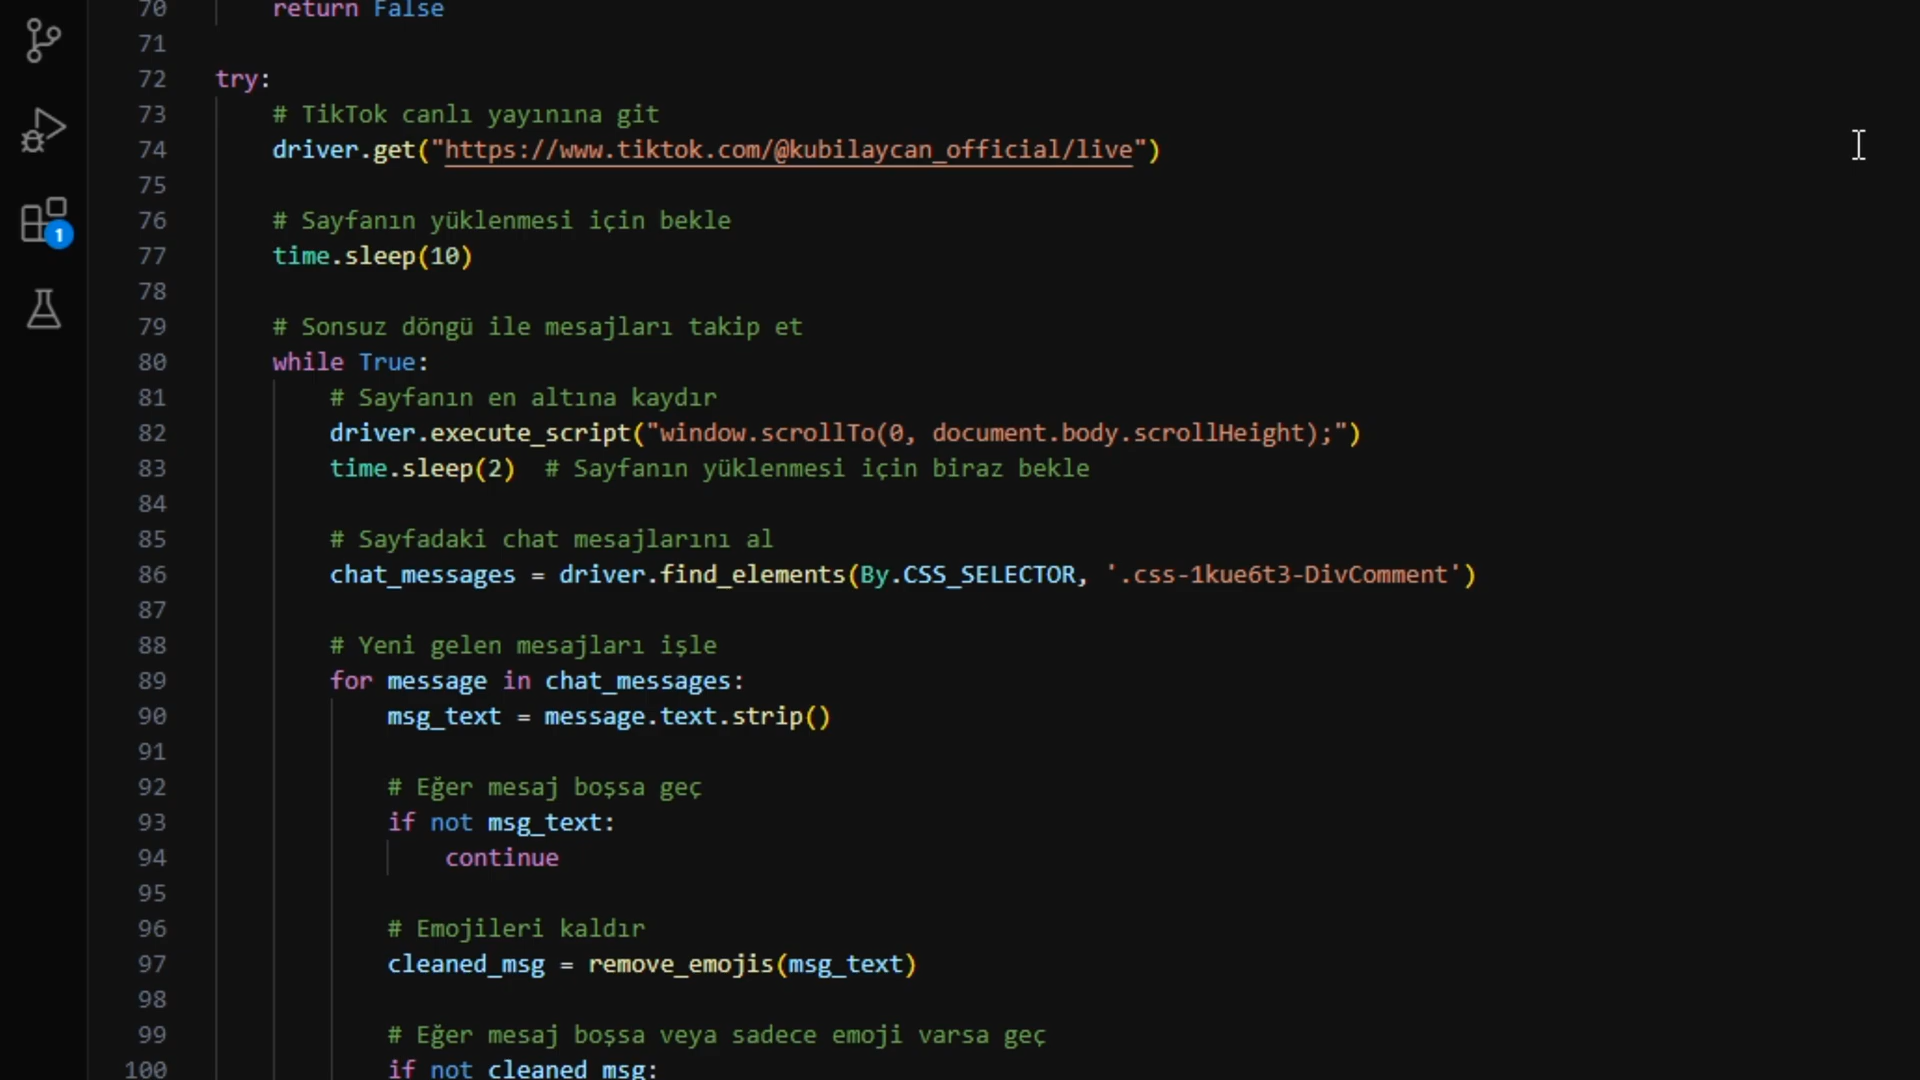 70 return False
71
72 try:
73 # TikTok canlı yayınına git
74 driver.get("https://www.tiktok.com/@kubilaycan_official/live")
75
76 # Sayfanın yüklenmesi için bekle
77 time.sleep(10)
78
79 # Sonsuz döngü ile mesajları takip et
80 while True:
81 # Sayfanın en altına kaydır
82 driver.execute_script("window.scrollTo(0, document.body.scrollHeight);")
83 time.sleep(2)  # Sayfanın yüklenmesi için biraz bekle
84
85 # Sayfadaki chat mesajlarını al
86 chat_messages = driver.find_elements(By.CSS_SELECTOR, '.css-1kue6t3-DivComment')
87
88 # Yeni gelen mesajları işle
89 for message in chat_messages:
90 msg_text = message.text.strip()
91
92 # Eğer mesaj boşsa geç
93 if not msg_text:
94 continue
95
96 # Emojileri kaldır
97 cleaned_msg = remove_emojis(msg_text)
98
99 # Eğer mesaj boşsa veya sadece emoji varsa geç
100 if not cleaned_msg:
1